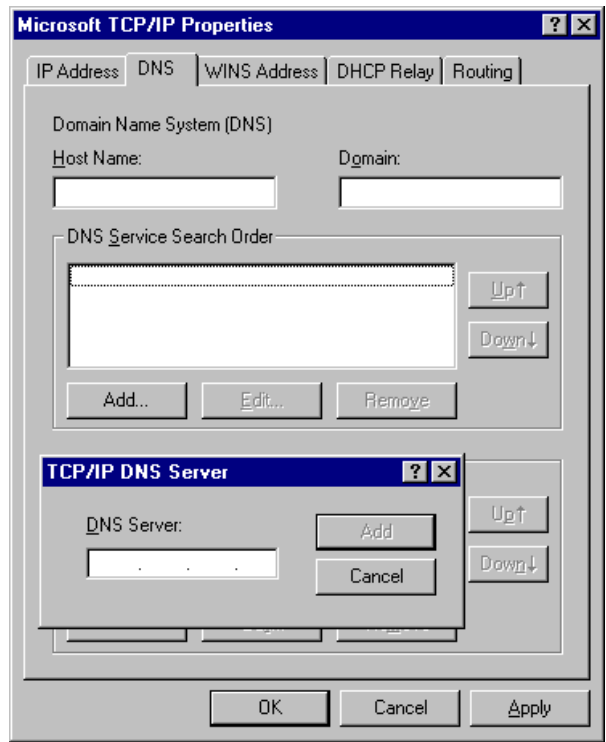 Microsoft TCP/IP Properties
IP Address DNS WINS Address DHCP Relay Routing
Domain Name System (DNS)
Host Name: Domain:
DNS Service Search Order
Up↑
Down↓
Add... Edit... Remove
TCP/IP DNS Server
DNS Server:
. . .
Add
Cancel
Up↑
Down↓
OK Cancel Apply